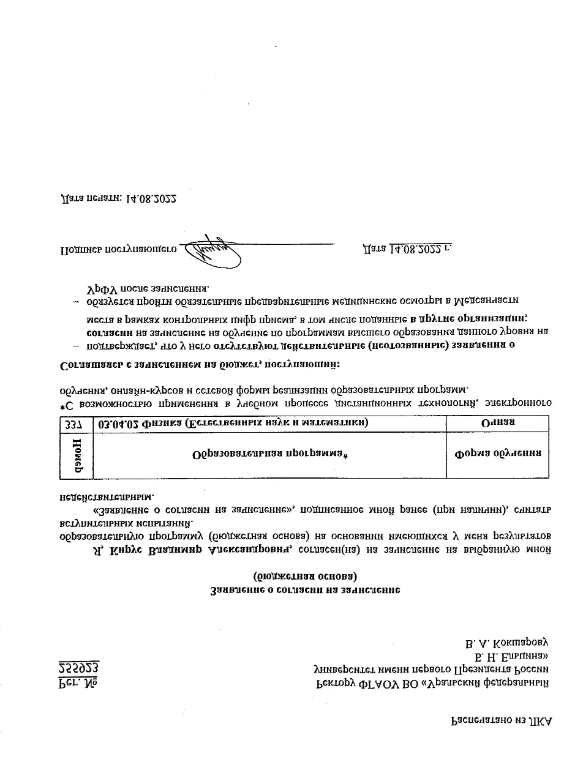 Распечатано из ЛКА
Ректору ФГАОУ ВО «Уральский федеральный
университет имени первого Президента России
Б. Н. Ельцина»
В. А. Кокшарову
Рег. №
255923
Заявление о согласии на зачисление
(бюджетная основа)
Я, Кирус Владимир Александрович, согласен(на) на зачисление на выбранную мной
образовательную программу (бюджетная основа) на основании имеющихся у меня результатов
вступительных испытаний.
«Заявление о согласии на зачисление», подписанное мной ранее (при наличии), считать
недействительным.
Номер Образовательная программа* Форма обучения
337 03.04.02 Физика (Естественных наук и математики) Очная
*С возможностью применения в учебном процессе дистанционных технологий, электронного
обучения, онлайн-курсов и сетевой формы реализации образовательных программ.
Соглашаясь с зачислением на бюджет, поступающий:
– подтверждает, что у него отсутствуют действительные (неотозванные) заявления о
согласии на зачисление на обучение по программам высшего образования данного уровня на
места в рамках контрольных цифр приема, в том числе поданные в другие организации;
– обязуется пройти обязательные предварительные медицинские осмотры в Медсанчасти
УрФУ после зачисления.
Подпись поступающего Дата 14.08.2022 г.
Дата печати: 14.08.2022